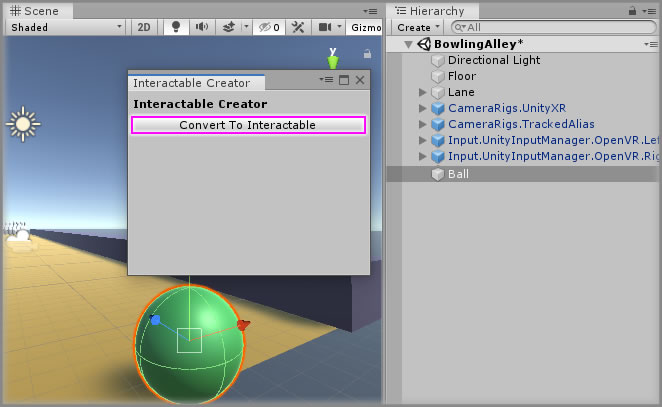 Scene
Shaded
2D
0
Gizmo
y
Interactable Creator
Interactable Creator
Convert To Interactable
Hierarchy
Create
All
BowlingAlley*
Directional Light
Floor
Lane
CameraRigs.UnityXR
CameraRigs.TrackedAlias
Input.UnityInputManager.OpenVR.Lef
Input.UnityInputManager.OpenVR.Rig
Ball